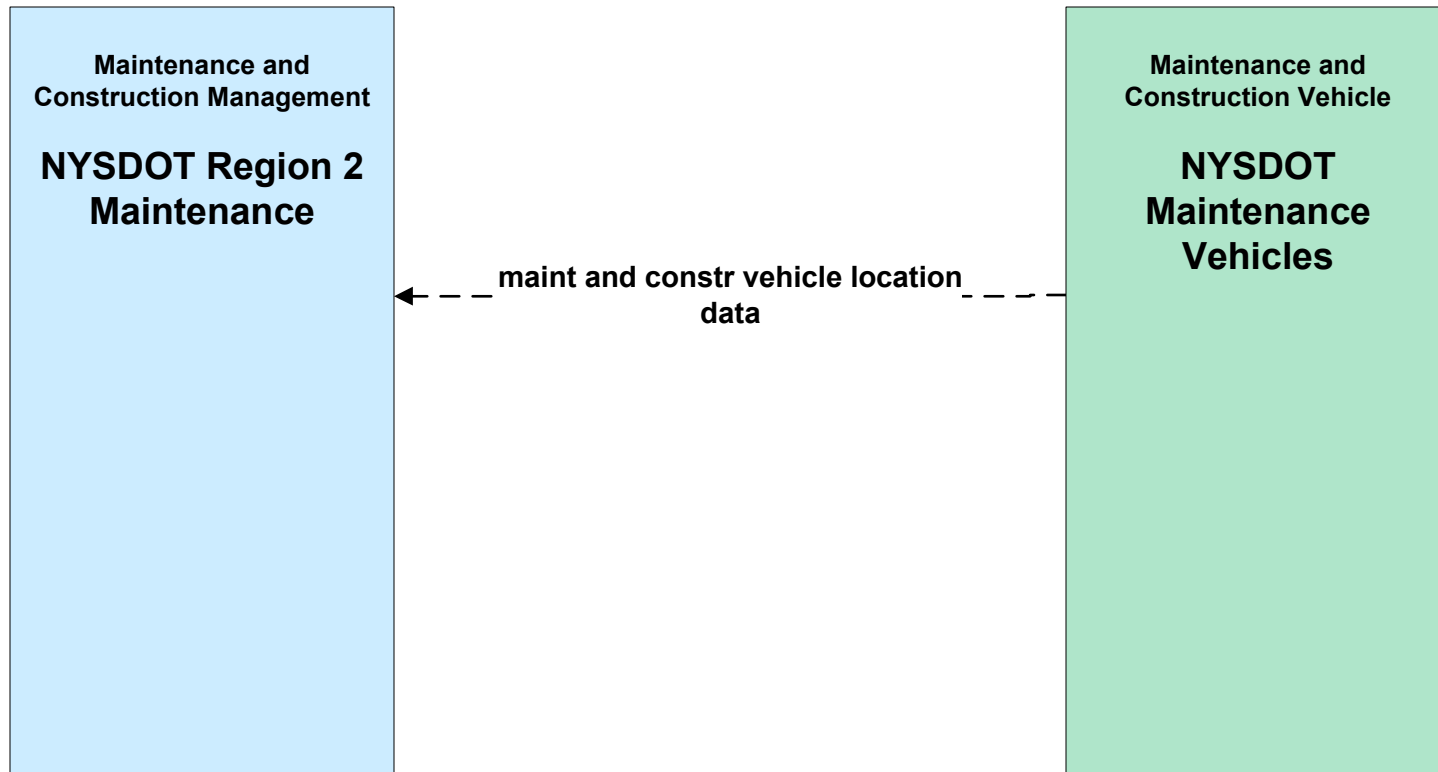 Maintenance and
Construction Management
NYSDOT Region 2
Maintenance
maint and constr vehicle location
data
Maintenance and
Construction Vehicle
NYSDOT
Maintenance
Vehicles